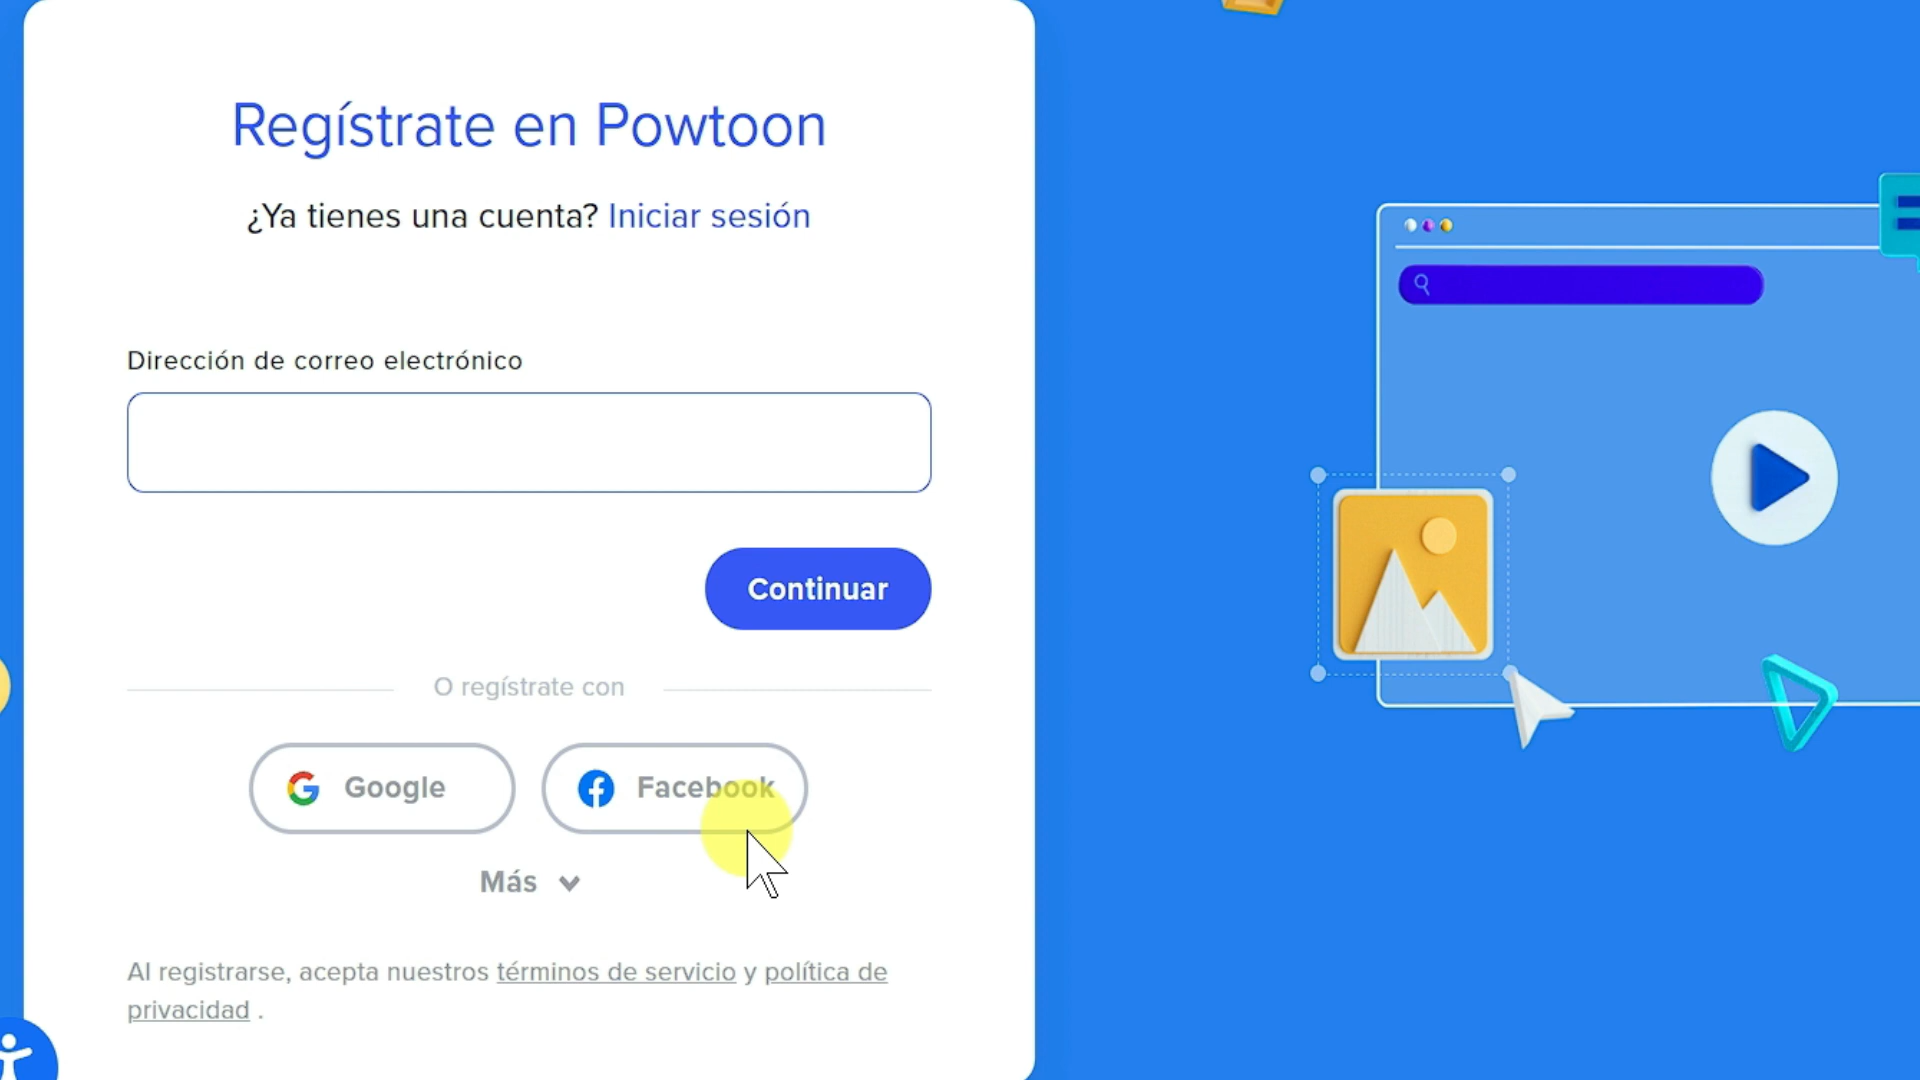 Regístrate en Powtoon
¿Ya tienes una cuenta? Iniciar sesión
Dirección de correo electrónico
Continuar
O regístrate con
Google
Facebook
Más
Al registrarse, acepta nuestros términos de servicio y política de
privacidad .